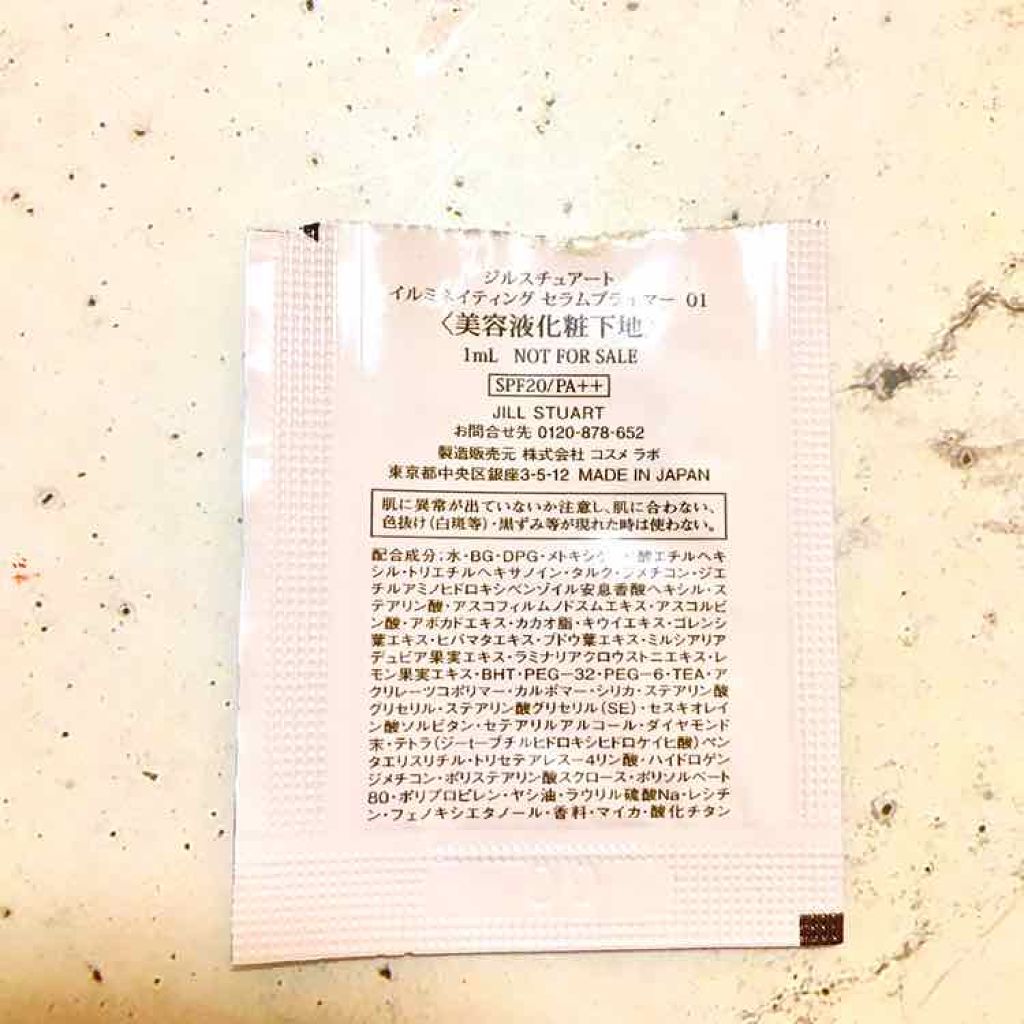 ジルスチュアート
イルミネイティング セラムプライマー 01
〈美容液化粧下地〉
1mL NOT FOR SALE
SPF20/PA++
JILL STUART
お問合せ先 0120-878-652
製造販売元 株式会社 コスメ ラボ
東京都中央区銀座3-5-12 MADE IN JAPAN
肌に異常が出ていないか注意し、肌に合わない、
色抜け(白斑等)・黒ずみ等が現れた時は使わない。
配合成分:水・BG・DPG・メトキシケイヒ酸エチルヘキ
シル・トリエチルヘキサノイン・タルク・ジメチコン・ジエ
チルアミノヒドロキシベンゾイル安息香酸ヘキシル・ス
テアリン酸・アスコフィルムノドスムエキス・アスコルビ
ン酸・アボカドエキス・カカオ脂・キウイエキス・ゴレンシ
葉エキス・ヒバマタエキス・ブドウ葉エキス・ミルシアリア
デュビア果実エキス・ラミナリアクロウストニエキス・レ
モン果実エキス・BHT・PEG-32・PEG-6・TEA・ア
クリレーツコポリマー・カルボマー・シリカ・ステアリン酸
グリセリル・ステアリン酸グリセリル(SE)・セスキオレイ
ン酸ソルビタン・セテアリルアルコール・ダイヤモンド
末・テトラ(ジ-t-ブチルヒドロキシヒドロケイヒ酸)ペン
タエリスリチル・トリセテアレス-4リン酸・ハイドロゲン
ジメチコン・ポリステアリン酸スクロース・ポリソルベート
80・ポリプロピレン・ヤシ油・ラウリル硫酸Na・レシチ
ン・フェノキシエタノール・香料・マイカ・酸化チタン